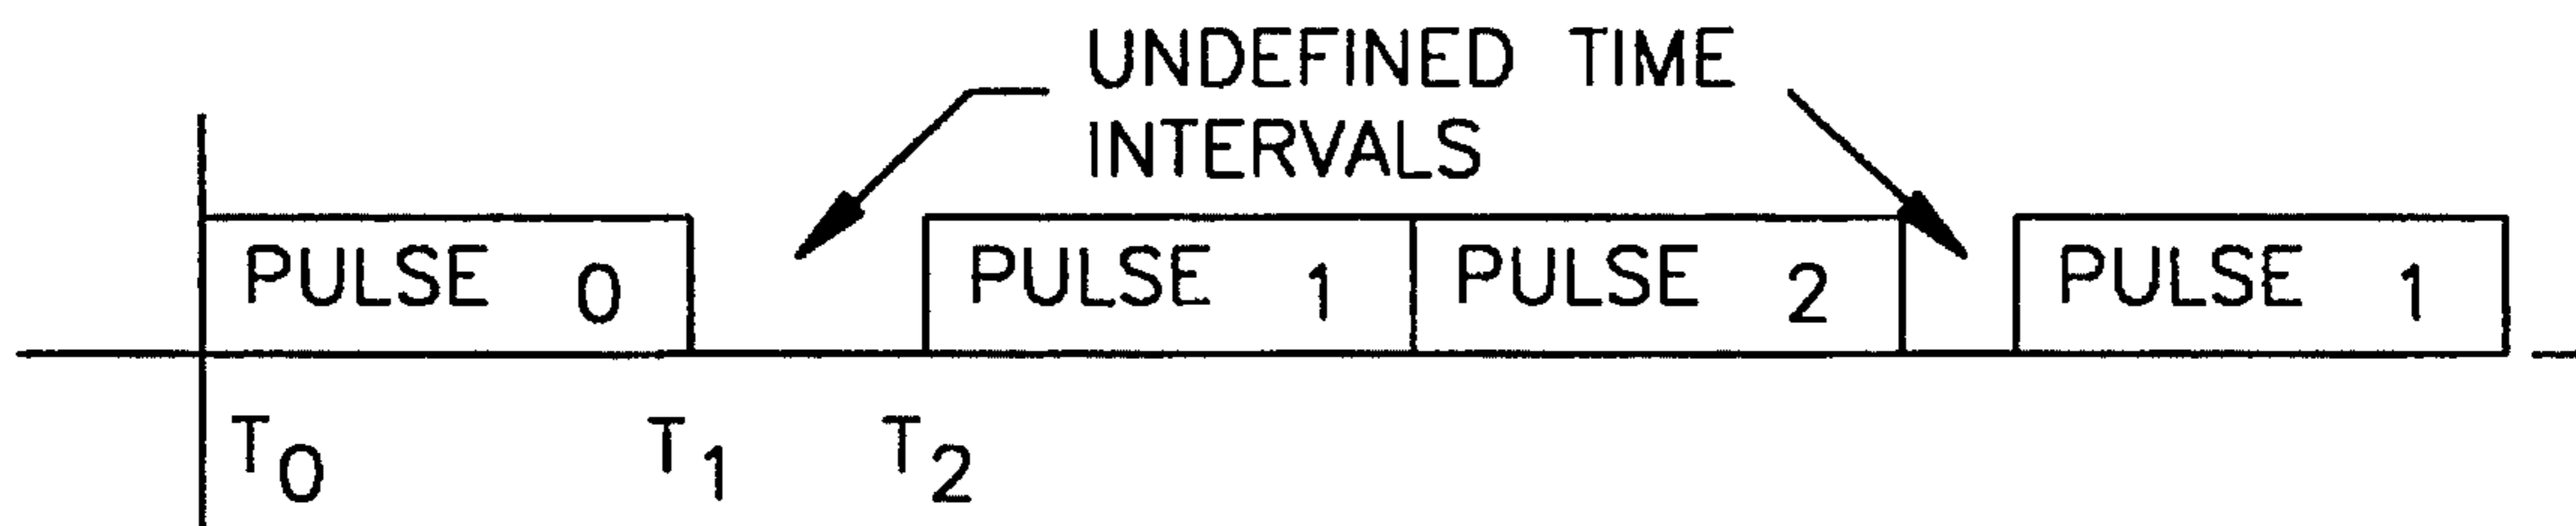 UNDEFINED TIME
INTERVALS
PULSE 0
PULSE 1
PULSE 2
PULSE 1
T0
T1
T2